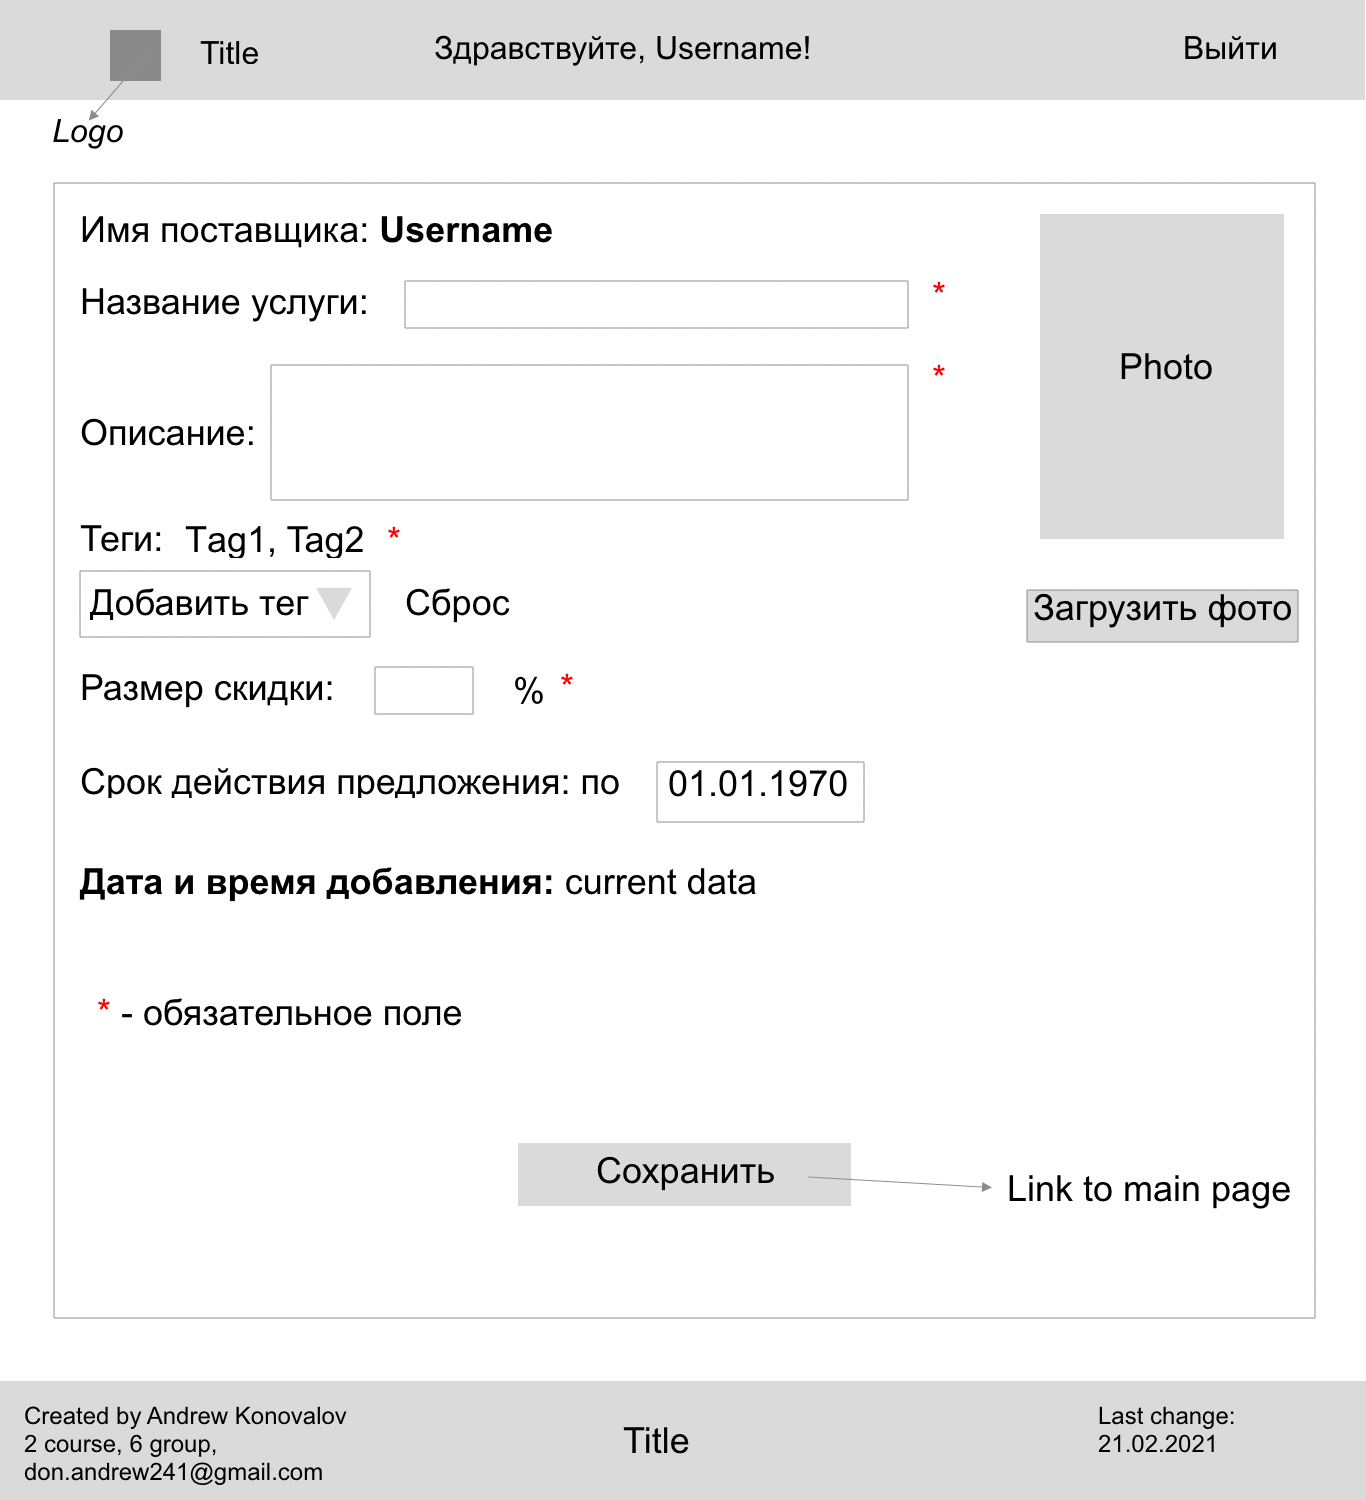 Title
Здравствуйте, Username!
Выйти
Logo
Имя поставщика: Username
Название услуги: *
Описание: *
Photo
Теги: Tag1, Tag2 *
Добавить тег
Сброс
Загрузить фото
Размер скидки: % *
Срок действия предложения: по 01.01.1970
Дата и время добавления: current data
* - обязательное поле
Сохранить
Link to main page
Created by Andrew Konovalov
2 course, 6 group,
don.andrew241@gmail.com
Title
Last change:
21.02.2021